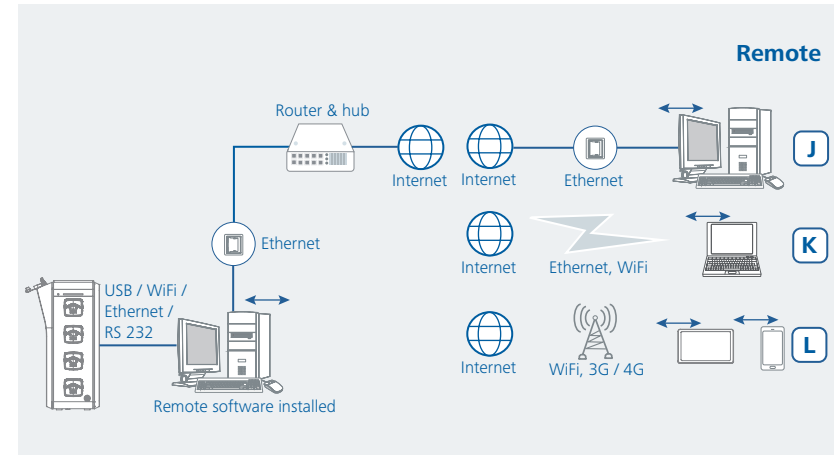 Remote
Router & hub
Internet
Internet
Ethernet
J
Ethernet
Internet
Ethernet, WiFi
K
USB / WiFi /
Ethernet /
RS 232
Remote software installed
Internet
WiFi, 3G / 4G
L